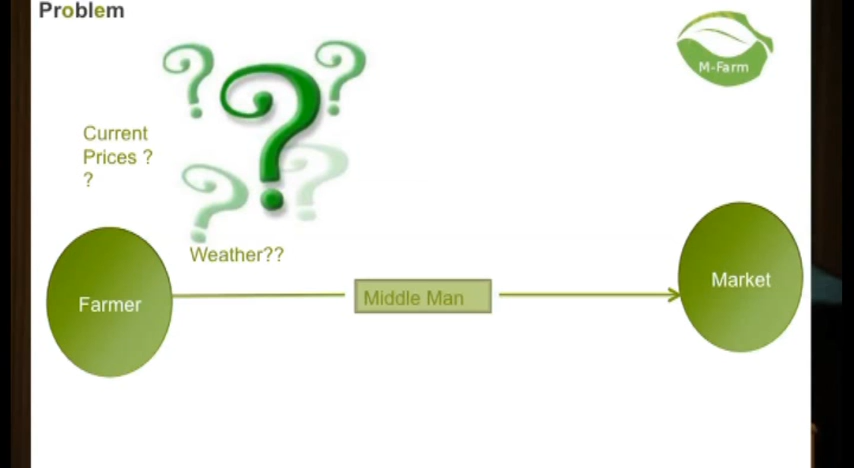 Problem
M-Farm
Current
Prices ?
?
Weather??
Farmer
Middle Man
Market